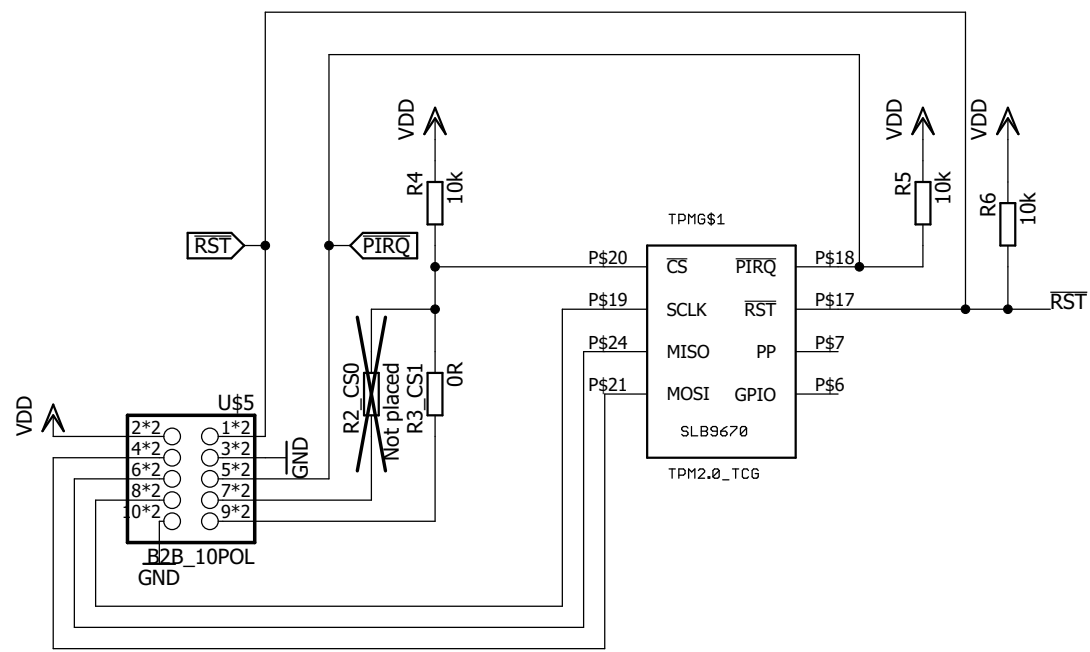 VDD
R4
10k
VDD
R5
10k
VDD
R6
10k
RST
PIRQ
TPMG$1
P$20
CS
PIRQ
P$18
P$19
SCLK
RST
P$17
RST
P$24
MISO
PP
P$7
P$21
MOSI
GPIO
P$6
SLB9670
TPM2.0_TCG
R2_CS0
Not placed
R3_CS1
0R
VDD
U$5
2*2
1*2
4*2
3*2
GND
6*2
5*2
8*2
7*2
10*2
9*2
B2B_10POL
GND